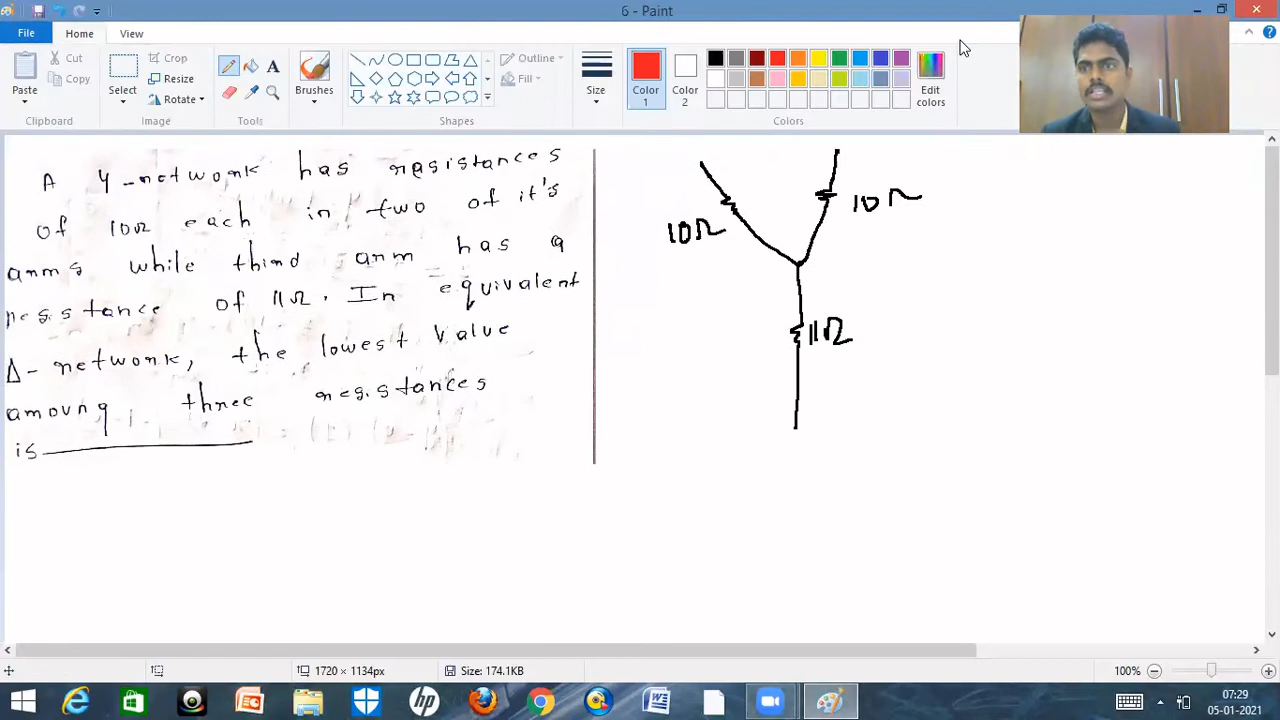 6 - Paint
File
Home
View
Paste
Cut
Copy
Clipboard
Select
Crop
Resize
Rotate
Image
A
Tools
Brushes
Outline
Fill
Shapes
Size
Color 1
Color 2
Edit colors
Colors
A Y-network has resistances
of 10Ω each in two of it's
arms while third arm has a
resistance of 11Ω. In equivalent
Δ-network, the lowest value
among three resistances
is
10Ω
10Ω
11Ω
1720 × 1134px
Size: 174.1KB
100%
07:29
05-01-2021